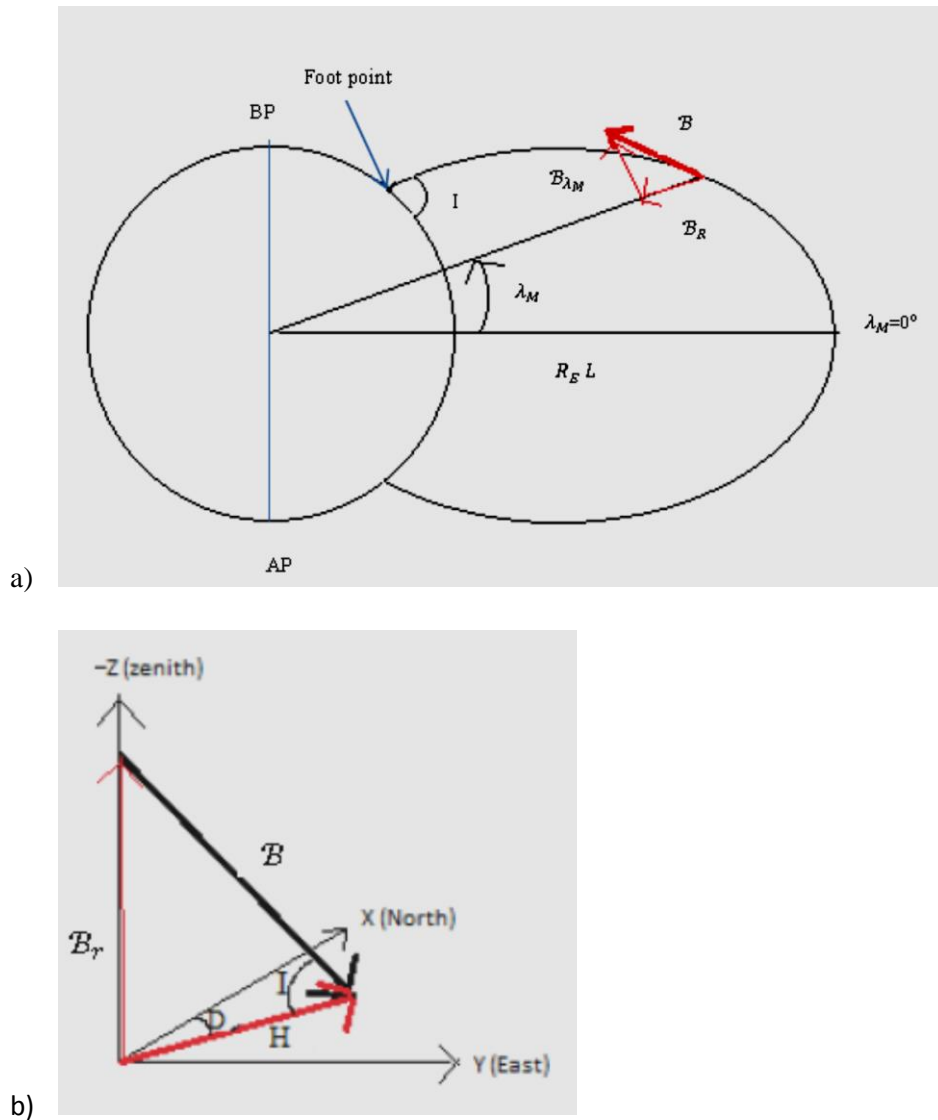 Foot point
BP
ℬ
ℬ_{λ_M}
I
ℬ_R
λ_M
λ_M=0°
R_E L
AP
a)
−Z (zenith)
ℬ
X (North)
ℬ_r
I
D
H
Y (East)
b)